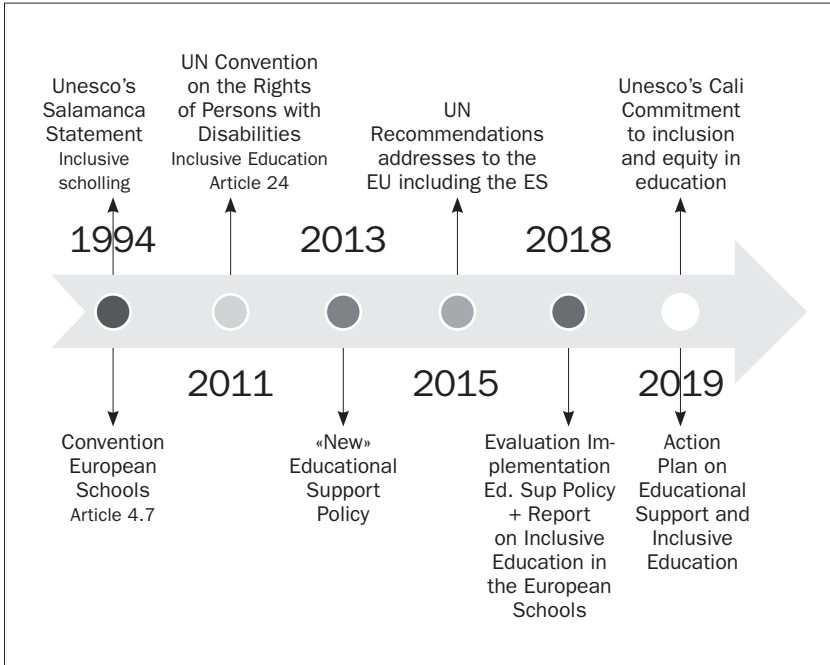 Unesco's
Salamanca
Statement
Inclusive
scholling
UN Convention
on the Rights
of Persons with
Disabilities
Inclusive Education
Article 24
UN
Recommendations
addresses to the
EU including the ES
Unesco's Cali
Commitment
to inclusion
and equity in
education
1994
2013
2018
2011
2015
2019
Convention
European
Schools
Article 4.7
«New»
Educational
Support
Policy
Evaluation Im-
plementation
Ed. Sup Policy
+ Report
on Inclusive
Education in
the European
Schools
Action
Plan on
Educational
Support and
Inclusive
Education